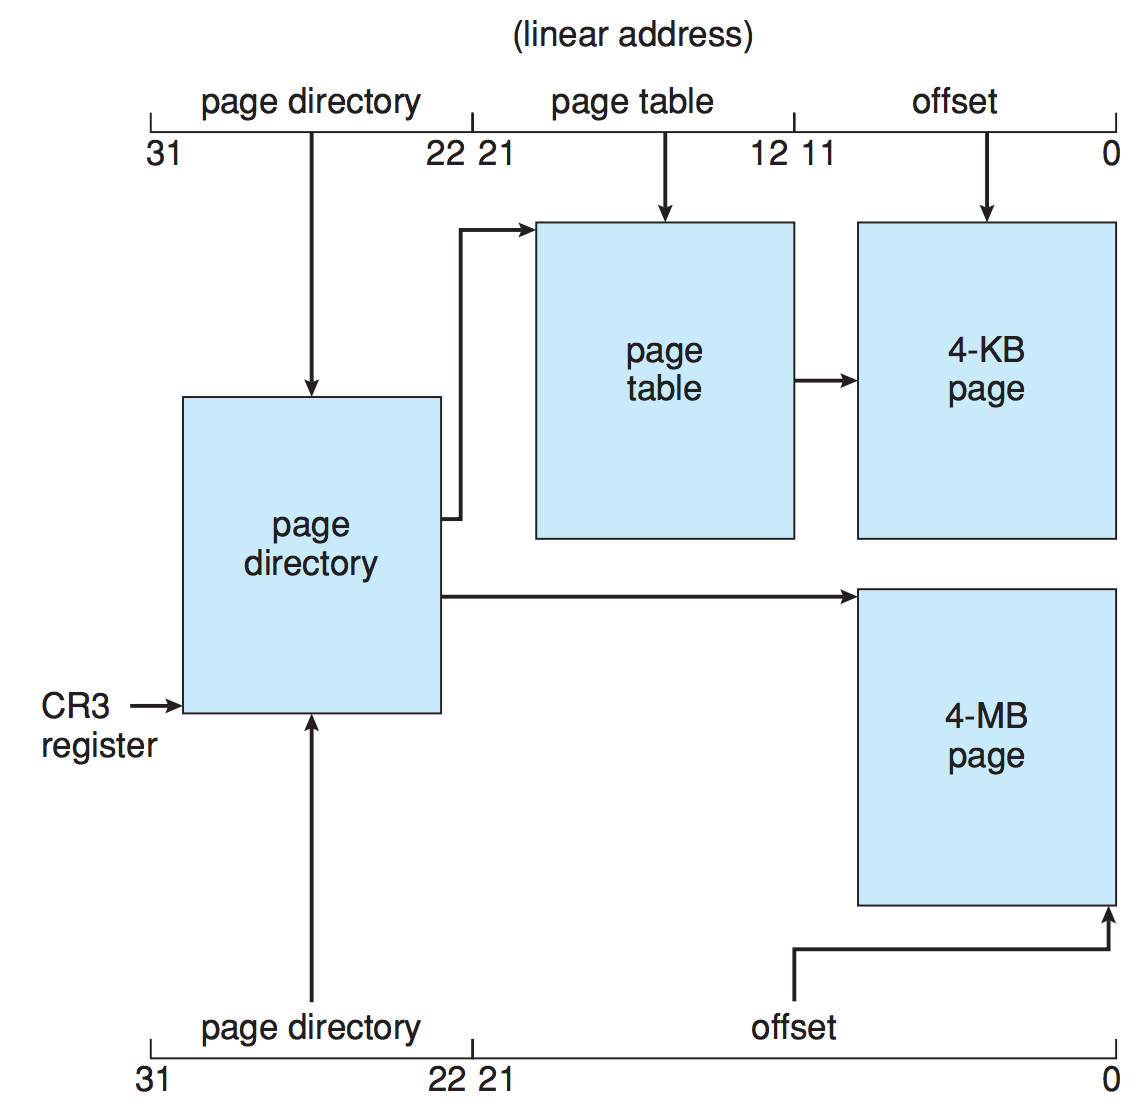 (linear address)
page directory page table offset
31 22 21 12 11 0
page
table
4-KB
page
page
directory
CR3
register
4-MB
page
page directory offset
31 22 21 0